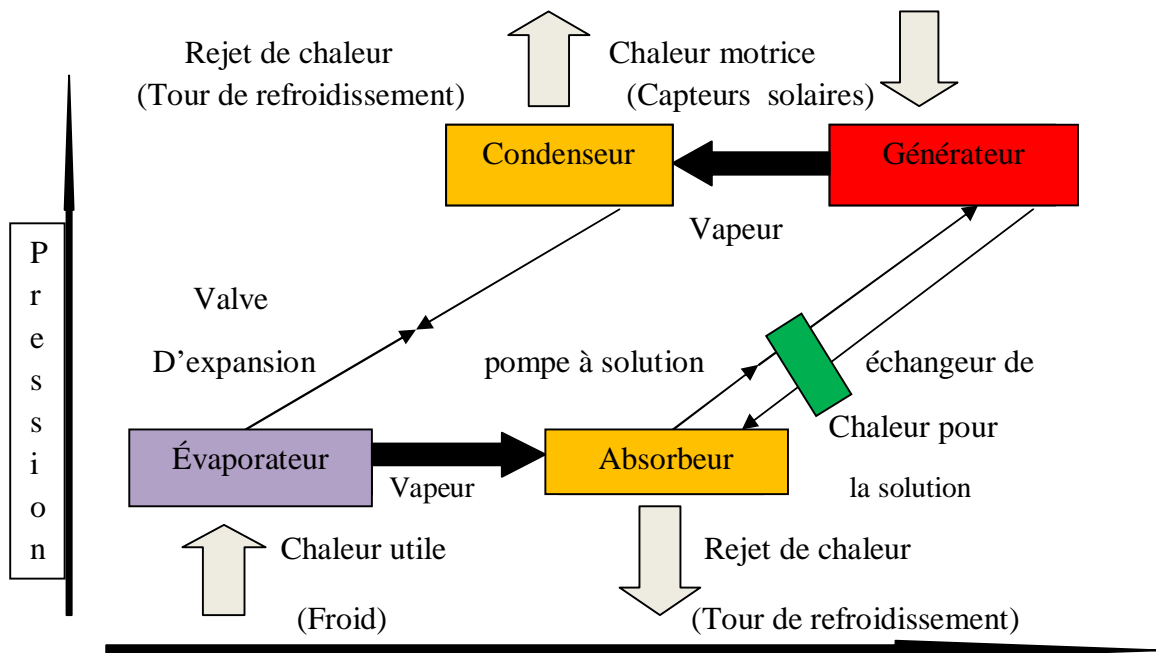 Rejet de chaleur
(Tour de refroidissement)
Chaleur motrice
(Capteurs solaires)
Condenseur
Générateur
Vapeur
Pression
Valve
D’expansion
pompe à solution
échangeur de
Chaleur pour
la solution
Évaporateur
Vapeur
Absorbeur
Chaleur utile
(Froid)
Rejet de chaleur
(Tour de refroidissement)